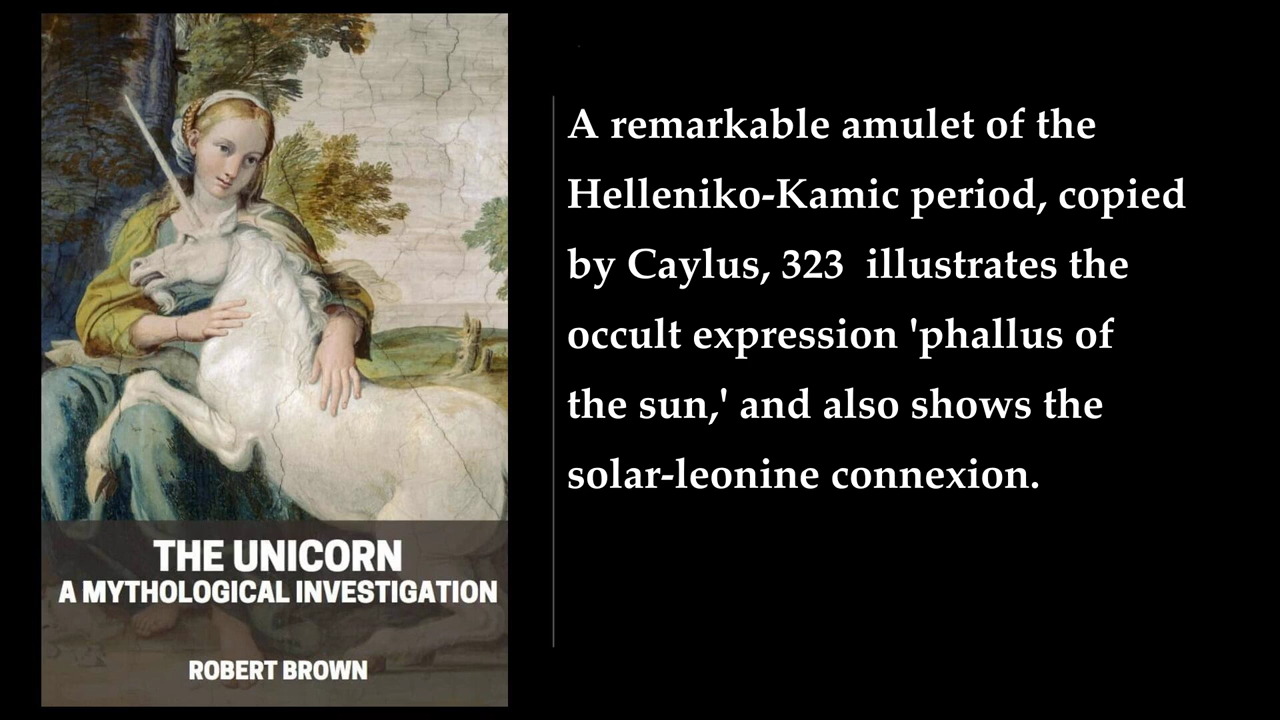 THE UNICORN
A MYTHOLOGICAL INVESTIGATION
ROBERT BROWN
A remarkable amulet of the
Helleniko-Kamic period, copied
by Caylus, 323  illustrates the
occult expression 'phallus of
the sun,' and also shows the
solar-leonine connexion.